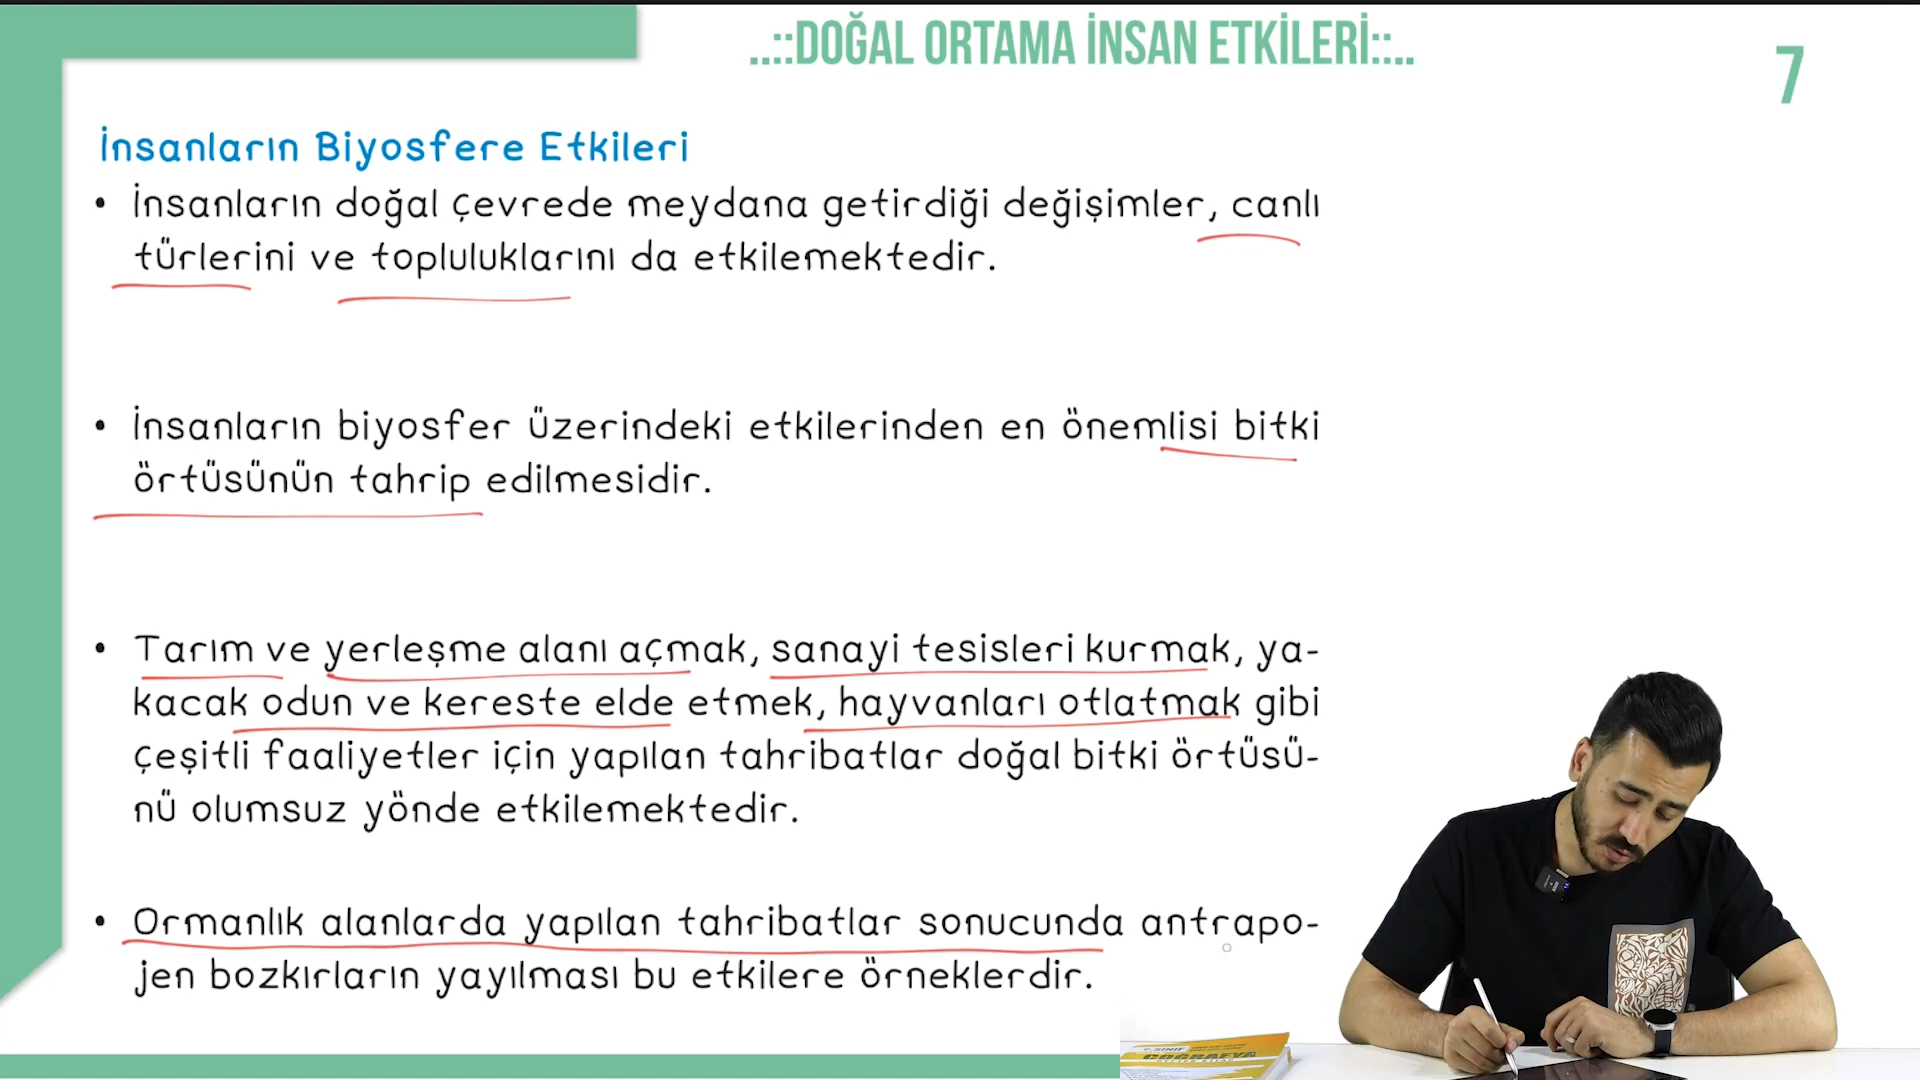 ..::DOĞAL ORTAMA İNSAN ETKİLERİ::..
7
İnsanların Biyosfere Etkileri
• İnsanların doğal çevrede meydana getirdiği değişimler, canlı
türlerini ve topluluklarını da etkilemektedir.
• İnsanların biyosfer üzerindeki etkilerinden en önemlisi bitki
örtüsünün tahrip edilmesidir.
• Tarım ve yerleşme alanı açmak, sanayi tesisleri kurmak, ya-
kacak odun ve kereste elde etmek, hayvanları otlatmak gibi
çeşitli faaliyetler için yapılan tahribatlar doğal bitki örtüsü-
nü olumsuz yönde etkilemektedir.
• Ormanlık alanlarda yapılan tahribatlar sonucunda antrapo-
jen bozkırların yayılması bu etkilere örneklerdir.
9.SINIF
COĞRAFYA